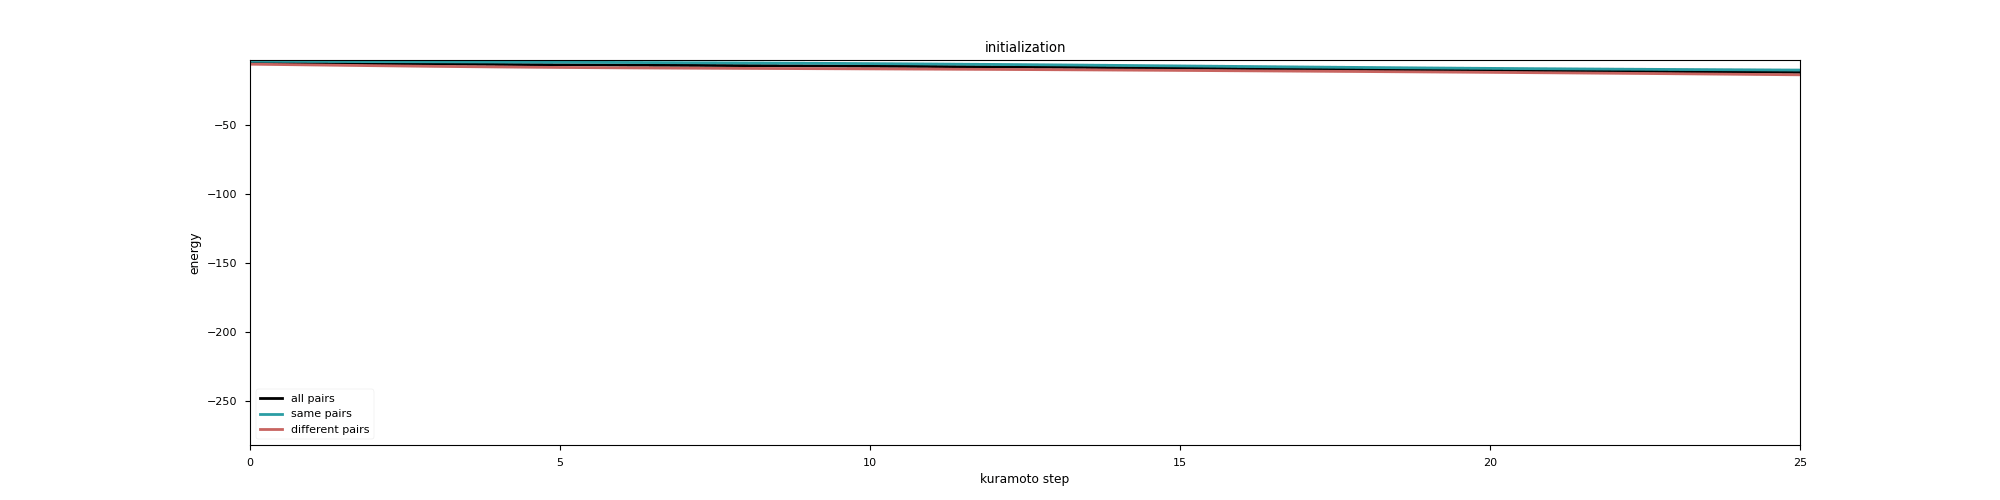 initialization
energy
−50
−100
−150
−200
−250
all pairs
same pairs
different pairs
0 5 10 15 20 25
kuramoto step